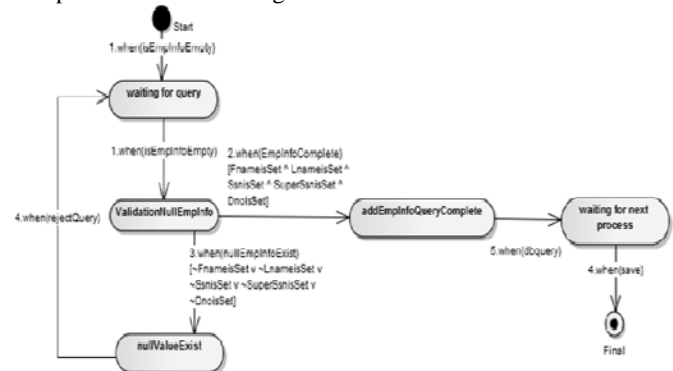 Start
1.when(isEmpInfoEmpty)
waiting for query
1.when(isEmpInfoEmpty)
2.when(EmpInfoComplete)
[FnameisSet ^ LnameisSet ^
SsnisSet ^ SuperSsnisSet ^
DnoisSet]
4.when(rejectQuery)
ValidationNullEmpInfo
addEmpInfoQueryComplete
waiting for next
process
5.when(dbquery)
3.when(nullEmpInfoExist)
[~FnameisSet v ~LnameisSet v
~SsnisSet v ~SuperSsnisSet v
~DnoisSet]
4.when(save)
nullValueExist
Final